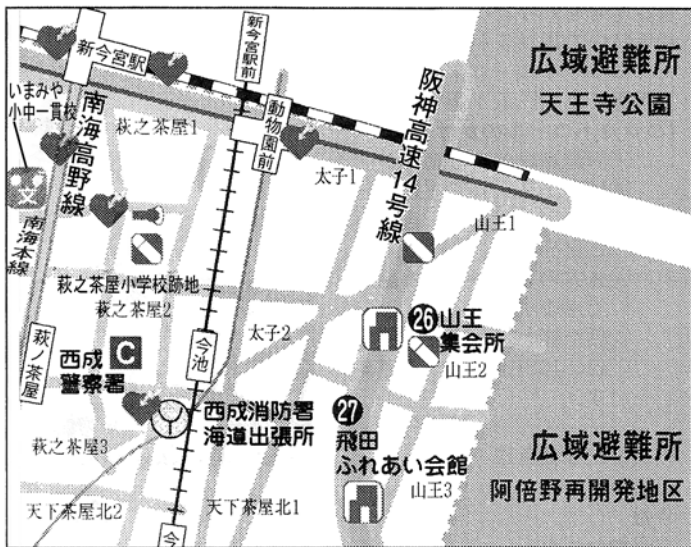 新今宮駅
新今宮駅前
広域避難所
天王寺公園
いまみや
小中一貫校
南海高野線
萩之茶屋1
動物園前
阪神高速14号線
太子1
山王1
文
南海本線
萩之茶屋小学校跡地
萩之茶屋2
萩ノ茶屋
西成
警察署
C
今池
太子2
26
山王
集会所
山王2
西成消防署
海道出張所
27
飛田
ふれあい会館
山王3
萩之茶屋3
天下茶屋北2
天下茶屋北1
今
広域避難所
阿倍野再開発地区